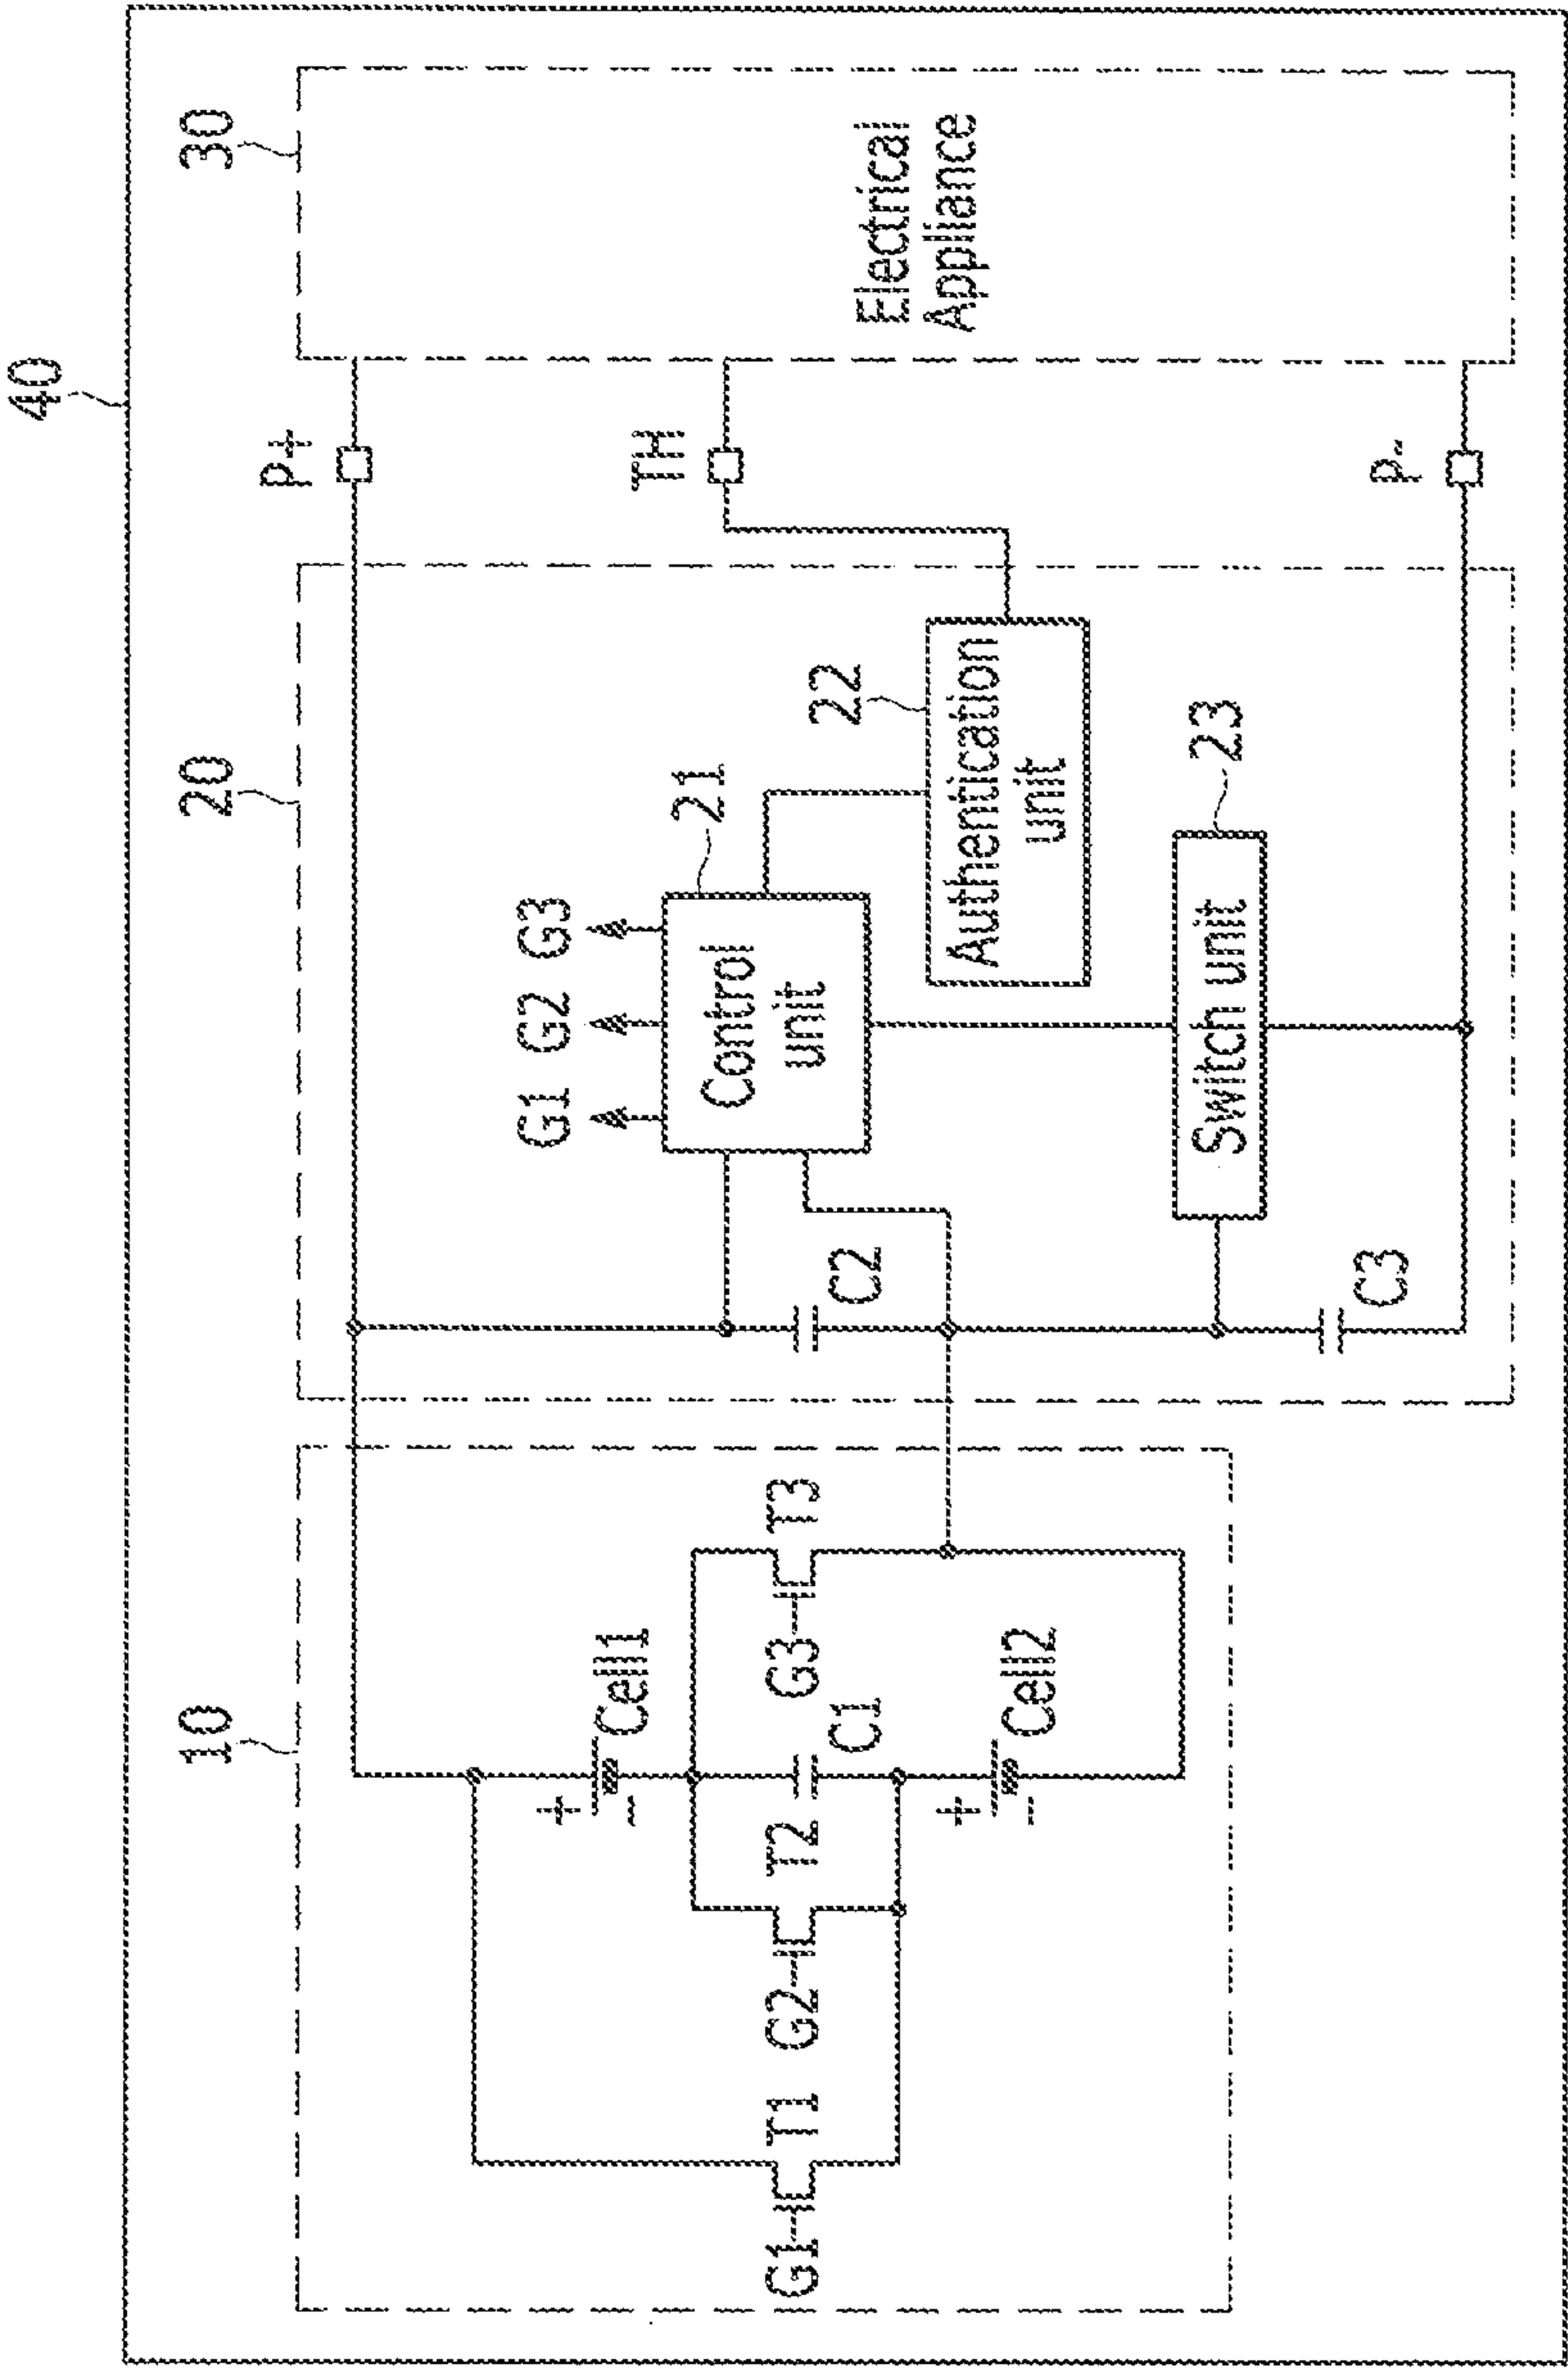 40
10
20
30
P+
G1
G2
G3
21
Cell1
+
-
TH
Control
unit
22
G1
T1
G2
T2
C1
G3
T3
C2
Authentication
unit
Electrical
Appliance
+
-
Cell2
23
Switch unit
C3
P-